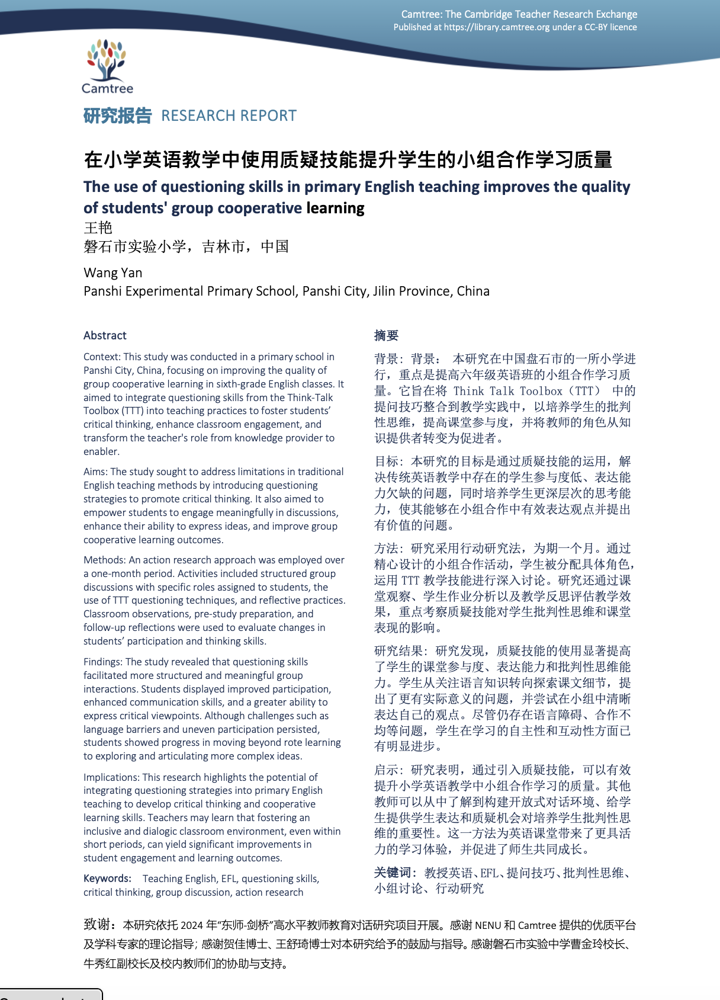 Camtree: The Cambridge Teacher Research Exchange
Published at https://library.camtree.org under a CC-BY licence
Camtree
研究报告 RESEARCH REPORT
在小学英语教学中使用质疑技能提升学生的小组合作学习质量
The use of questioning skills in primary English teaching improves the quality
of students' group cooperative learning
王艳
磐石市实验小学，吉林市，中国
Wang Yan
Panshi Experimental Primary School, Panshi City, Jilin Province, China
Abstract
Context: This study was conducted in a primary school in
Panshi City, China, focusing on improving the quality of
group cooperative learning in sixth-grade English classes. It
aimed to integrate questioning skills from the Think-Talk
Toolbox (TTT) into teaching practices to foster students’
critical thinking, enhance classroom engagement, and
transform the teacher's role from knowledge provider to
enabler.
Aims: The study sought to address limitations in traditional
English teaching methods by introducing questioning
strategies to promote critical thinking. It also aimed to
empower students to engage meaningfully in discussions,
enhance their ability to express ideas, and improve group
cooperative learning outcomes.
Methods: An action research approach was employed over
a one-month period. Activities included structured group
discussions with specific roles assigned to students, the
use of TTT questioning techniques, and reflective practices.
Classroom observations, pre-study preparation, and
follow-up reflections were used to evaluate changes in
students’ participation and thinking skills.
Findings: The study revealed that questioning skills
facilitated more structured and meaningful group
interactions. Students displayed improved participation,
enhanced communication skills, and a greater ability to
express critical viewpoints. Although challenges such as
language barriers and uneven participation persisted,
students showed progress in moving beyond rote learning
to exploring and articulating more complex ideas.
Implications: This research highlights the potential of
integrating questioning strategies into primary English
teaching to develop critical thinking and cooperative
learning skills. Teachers may learn that fostering an
inclusive and dialogic classroom environment, even within
short periods, can yield significant improvements in
student engagement and learning outcomes.
Keywords: Teaching English, EFL, questioning skills,
critical thinking, group discussion, action research
摘要
背景: 背景： 本研究在中国盘石市的一所小学进
行，重点是提高六年级英语班的小组合作学习质
量。它旨在将 Think Talk Toolbox（TTT） 中的
提问技巧整合到教学实践中，以培养学生的批判
性思维，提高课堂参与度，并将教师的角色从知
识提供者转变为促进者。
目标: 本研究的目标是通过质疑技能的运用，解
决传统英语教学中存在的学生参与度低、表达能
力欠缺的问题，同时培养学生更深层次的思考能
力，使其能够在小组合作中有效表达观点并提出
有价值的问题。
方法: 研究采用行动研究法，为期一个月。通过
精心设计的小组合作活动，学生被分配具体角色，
运用 TTT 教学技能进行深入讨论。研究还通过课
堂观察、学生作业分析以及教学反思评估教学效
果，重点考察质疑技能对学生批判性思维和课堂
表现的影响。
研究结果: 研究发现，质疑技能的使用显著提高
了学生的课堂参与度、表达能力和批判性思维能
力。学生从关注语言知识转向探索课文细节，提
出了更有实际意义的问题，并尝试在小组中清晰
表达自己的观点。尽管仍存在语言障碍、合作不
均等问题，学生在学习的自主性和互动性方面已
有明显进步。
启示: 研究表明，通过引入质疑技能，可以有效
提升小学英语教学中小组合作学习的质量。其他
教师可以从中了解到构建开放式对话环境、给学
生提供学生表达和质疑机会对培养学生批判性思
维的重要性。这一方法为英语课堂带来了更具活
力的学习体验，并促进了师生共同成长。
关键词: 教授英语、EFL、提问技巧、批判性思维、
小组讨论、行动研究
致谢：本研究依托 2024 年“东师-剑桥”高水平教师教育对话研究项目开展。感谢 NENU 和 Camtree 提供的优质平台
及学科专家的理论指导；感谢贺佳博士、王舒琦博士对本研究给予的鼓励与指导。感谢磐石市实验中学曹金玲校长、
牛秀红副校长及校内教师们的协助与支持。